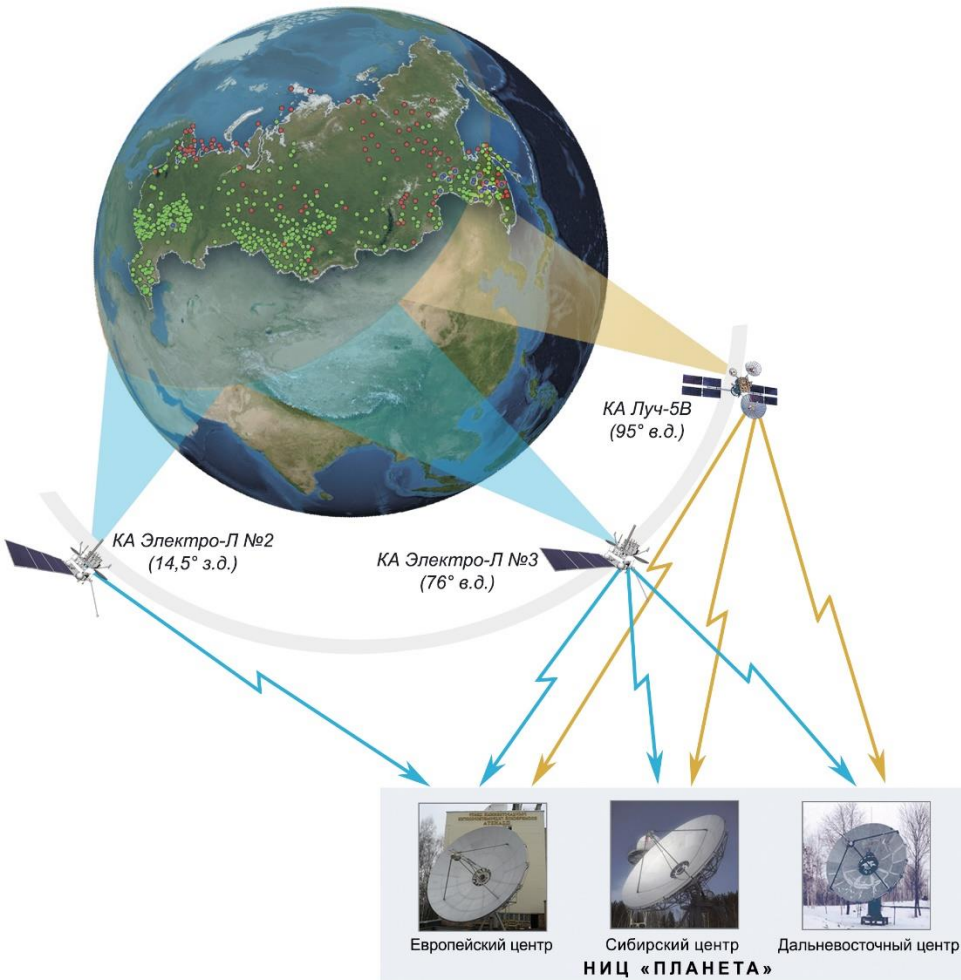 КА Луч-5В
(95° в.д.)
КА Электро-Л №2
(14,5° з.д.)
КА Электро-Л №3
(76° в.д.)
Европейский центр
Сибирский центр
Дальневосточный центр
НИЦ «ПЛАНЕТА»